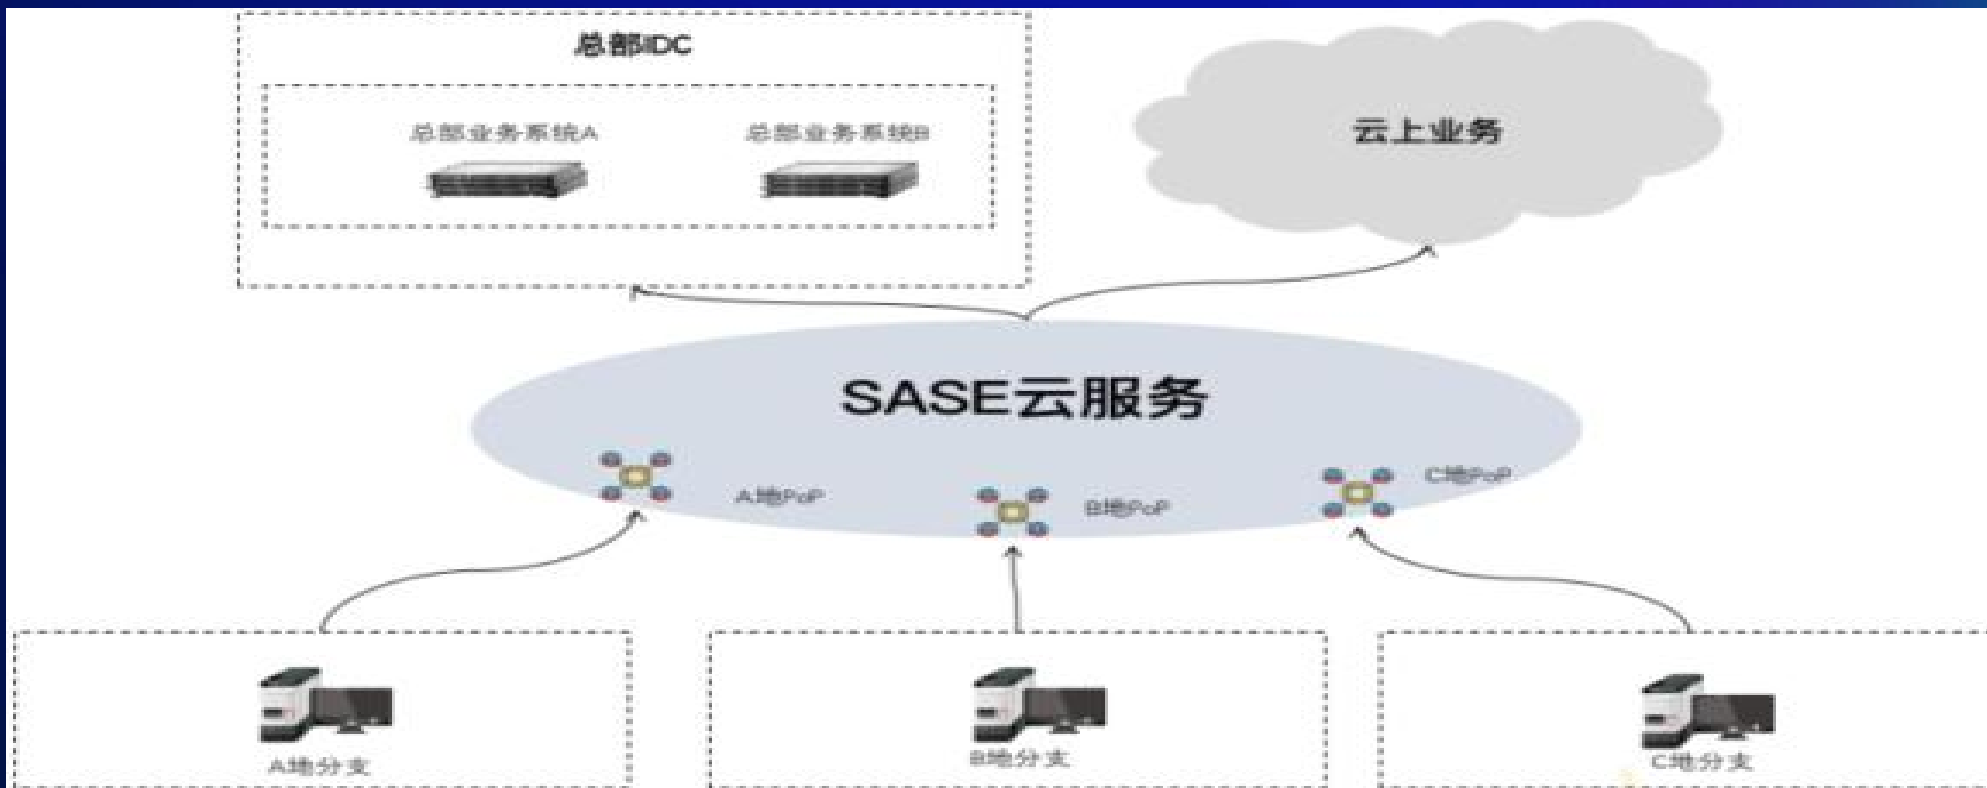 总部IDC
总部业务系统A
总部业务系统B
云上业务
SASE云服务
A地PoP
B地PoP
C地PoP
A地分支
B地分支
C地分支